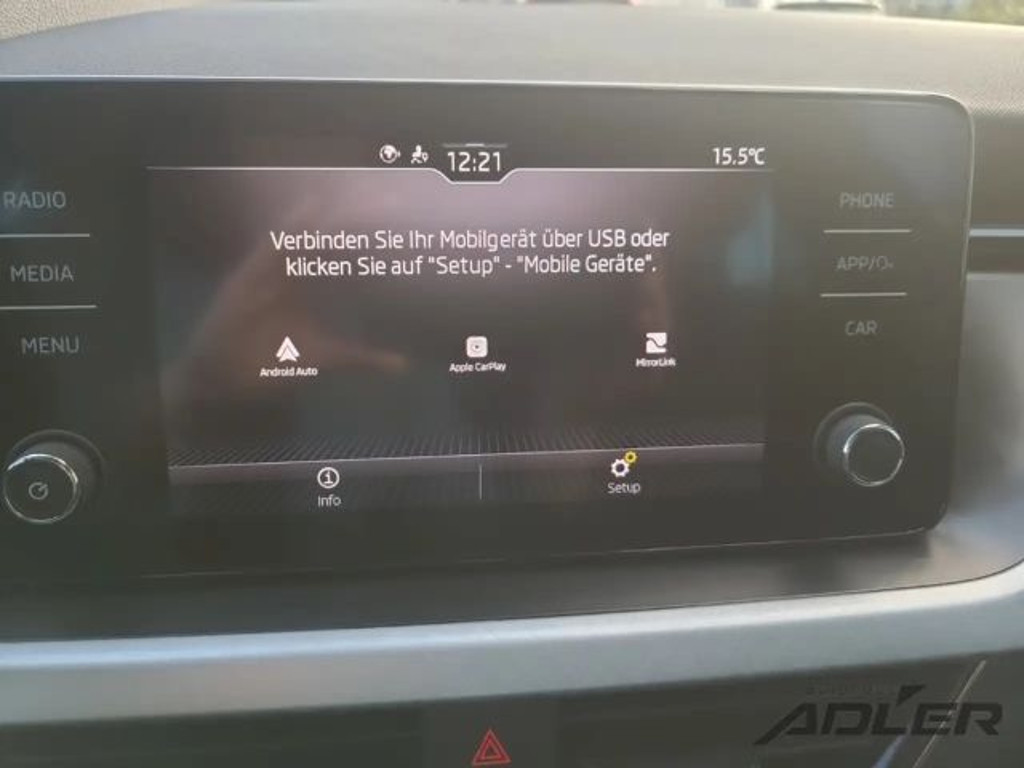 12:21
15.5°C
RADIO
MEDIA
MENU
Verbinden Sie Ihr Mobilgerät über USB oder
klicken Sie auf "Setup" - "Mobile Geräte".
Android Auto
Apple CarPlay
MirrorLink
Info
Setup
PHONE
APP/
CAR
ADLER